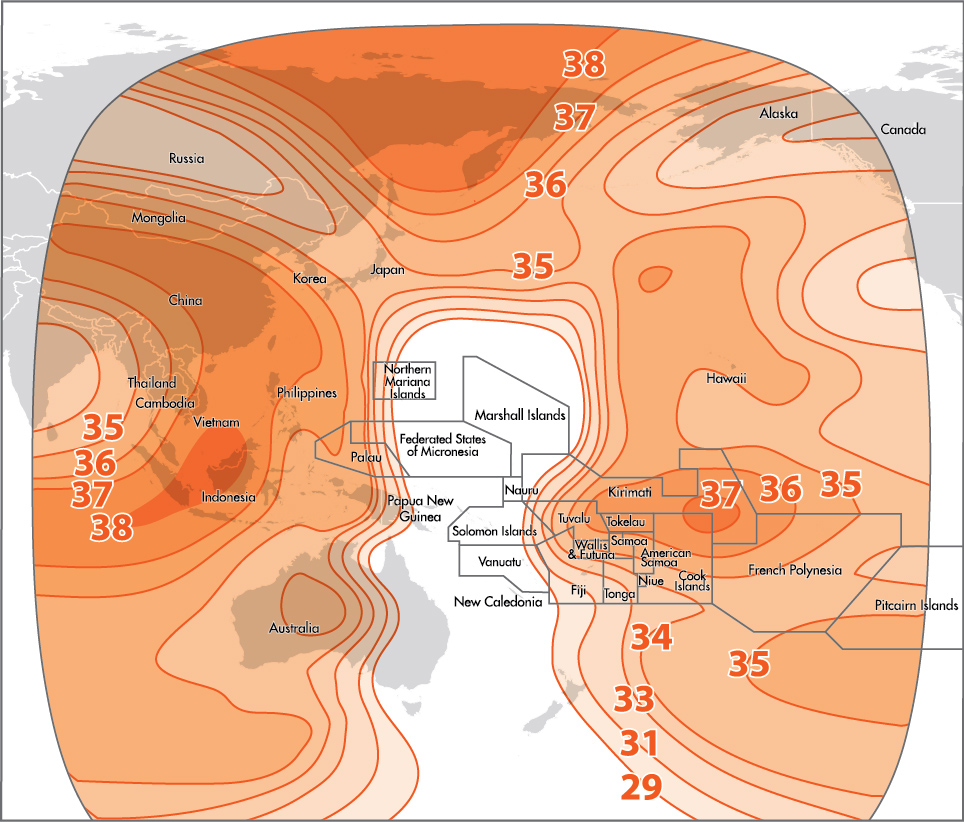 38
Alaska
37
Canada
Russia
36
Mongolia
35
Japan
Korea
China
Northern
Mariana
Islands
Hawaii
Thailand
Philippines
Cambodia
Marshall Islands
Vietnam
35
Federated States
of Micronesia
Palau
36
37
Indonesia
38
Papua New
Guinea
Nauru
Kirimati
37
36
35
Tuvalu
Tokelau
Solomon Islands
Samoa
Wallis
& Futuna
American
Samoa
Vanuatu
French Polynesia
Niue
Cook
Islands
Fiji
Tonga
New Caledonia
Pitcairn Islands
Australia
34
35
33
31
29